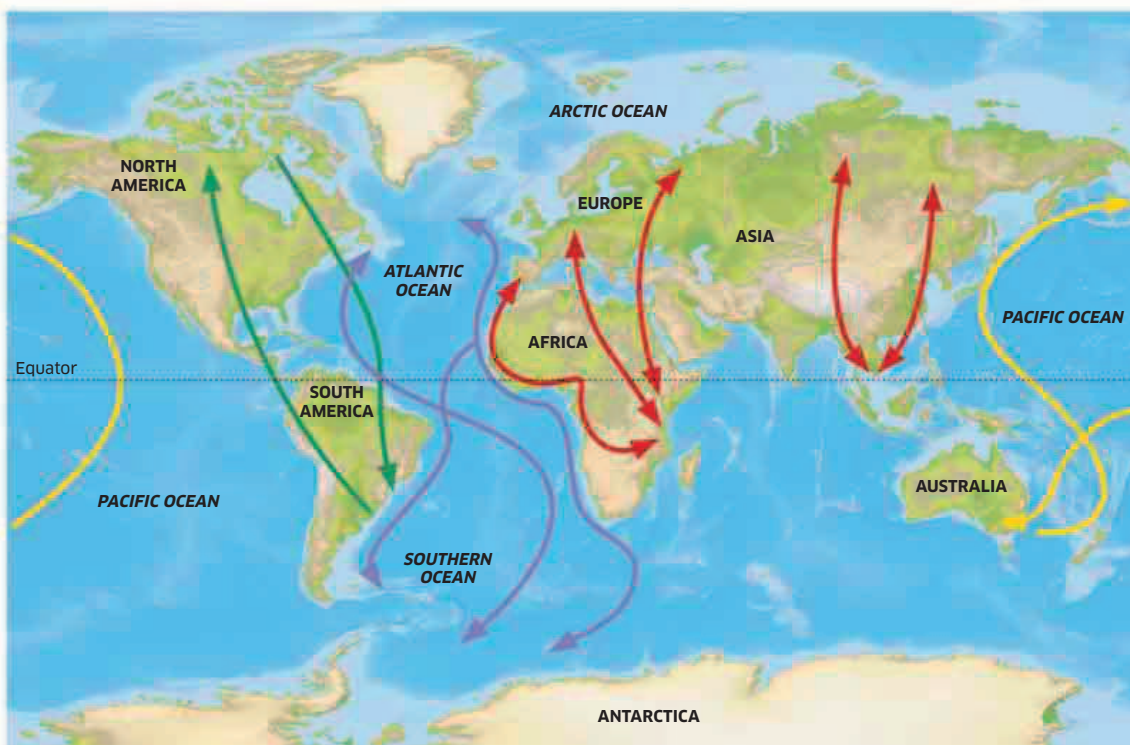 ARCTIC OCEAN
NORTH
AMERICA
EUROPE
ASIA
ATLANTIC
OCEAN
PACIFIC OCEAN
AFRICA
Equator
SOUTH
AMERICA
AUSTRALIA
PACIFIC OCEAN
SOUTHERN
OCEAN
ANTARCTICA